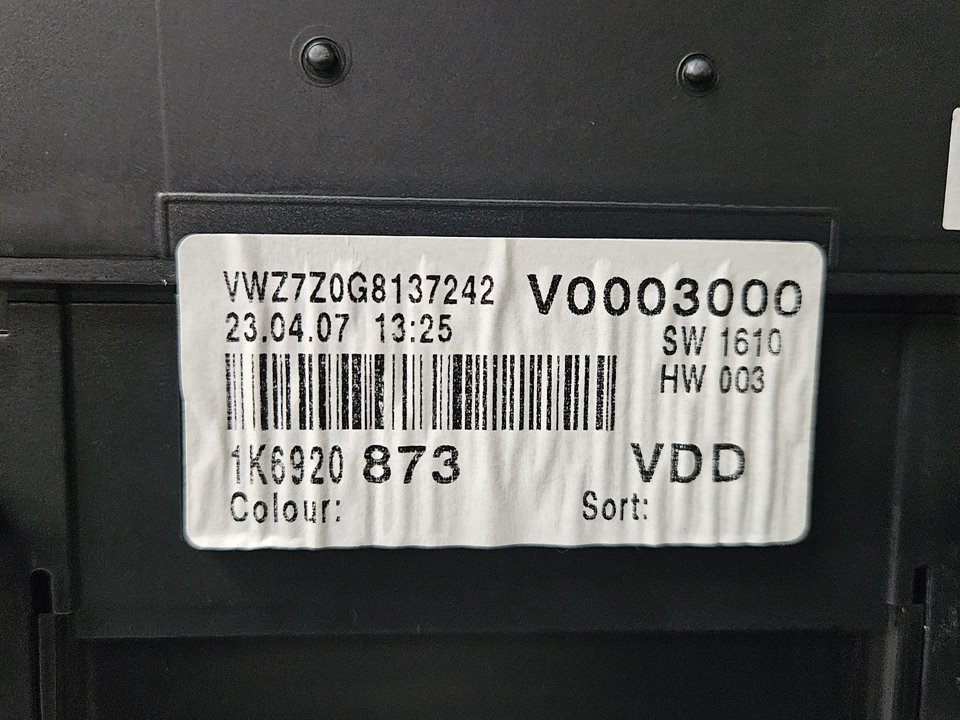 VWZ7Z0G8137242 V0003000
23.04.07 13:25 SW 1610
HW 003
1K6920 873 VDD
Colour: Sort: